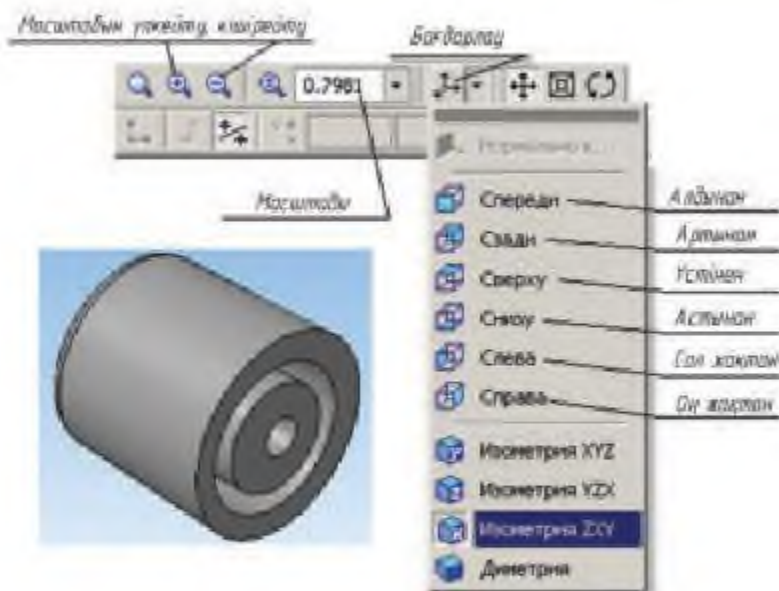 Масштабын үлкейту, кішірейту
Бағдарлау
0.7981
Масштабы
Нормально к...
Спереди
Алдынан
Сзади
Артынан
Сверху
Үстінен
Снизу
Астынан
Слева
Сол жақтан
Справа
Оң жақтан
Изометрия XYZ
Изометрия YZX
Изометрия ZXY
Диметрия